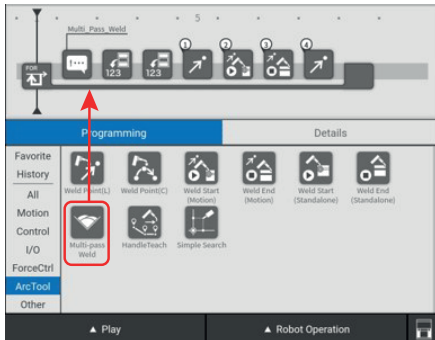 5
Multi_Pass_Weld
1
2
3
4
FOR
123
123
Programming
Details
Favorite
History
All
Motion
Control
I/O
ForceCtrl
ArcTool
Other
Weld Point(L)
Weld Point(C)
Weld Start
(Motion)
Weld End
(Motion)
Weld Start
(Standalone)
Weld End
(Standalone)
Multi-pass
Weld
HandleTeach
Simple Search
▲ Play
▲ Robot Operation